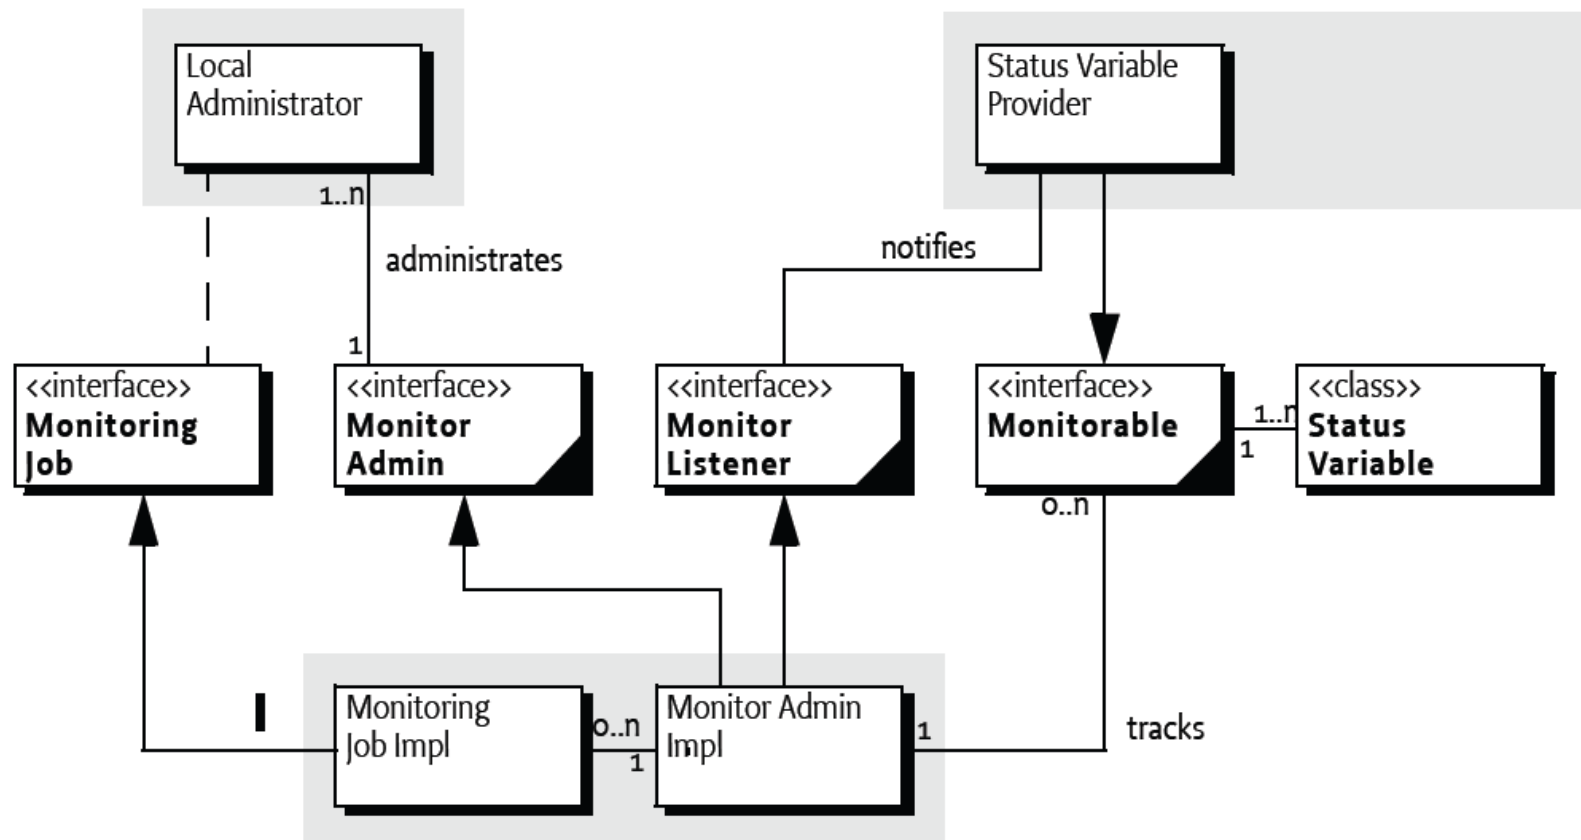 Local
Administrator
Status Variable
Provider
1..n
administrates
notifies
1
<<interface>>
Monitoring
Job
<<interface>>
Monitor
Admin
<<interface>>
Monitor
Listener
<<interface>>
Monitorable
1..n
1
<<class>>
Status
Variable
0..n
Monitoring
Job Impl
0..n
1
Monitor Admin
Impl
1
tracks